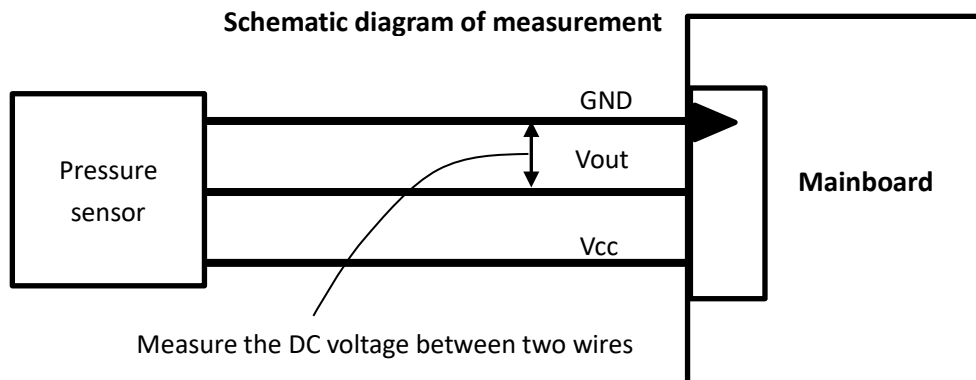 Schematic diagram of measurement
GND
Pressure
sensor
Vout
Mainboard
Vcc
Measure the DC voltage between two wires